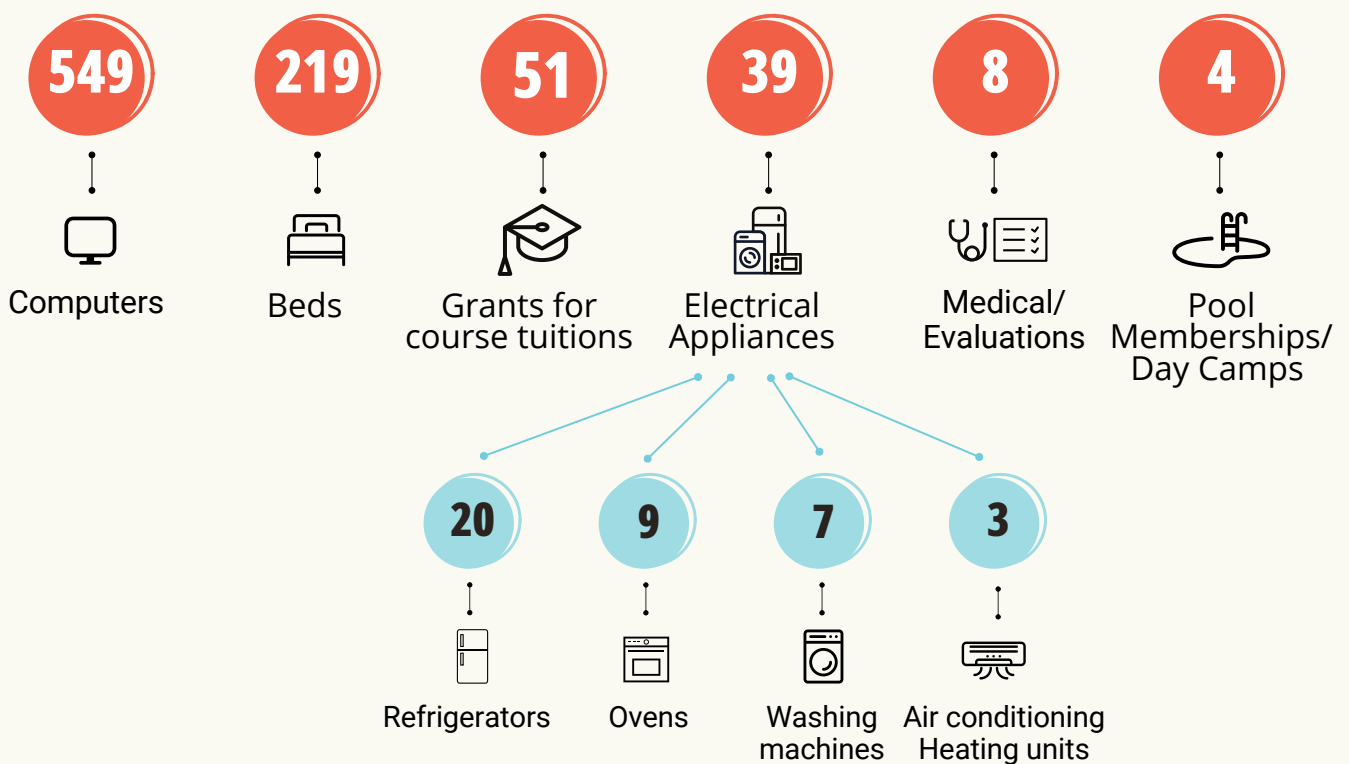 549
219
51
39
8
4
Computers
Beds
Grants for
course tuitions
Electrical
Appliances
Medical/
Evaluations
Pool
Memberships/
Day Camps
20
9
7
3
Refrigerators
Ovens
Washing
machines
Air conditioning
Heating units